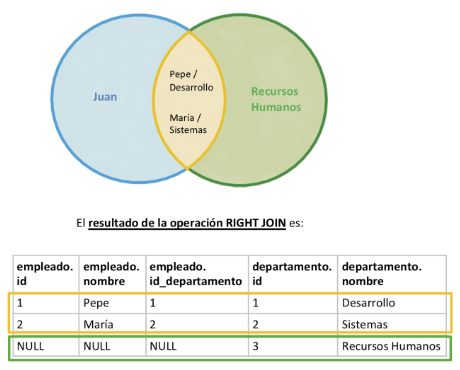 Juan
Pepe /
Desarrollo
María /
Sistemas
Recursos
Humanos
El resultado de la operación RIGHT JOIN es:
empleado.
id
empleado.
nombre
empleado.
id_departamento
departamento.
id
departamento.
nombre
1 Pepe 1 1 Desarrollo
2 María 2 2 Sistemas
NULL NULL NULL 3 Recursos Humanos